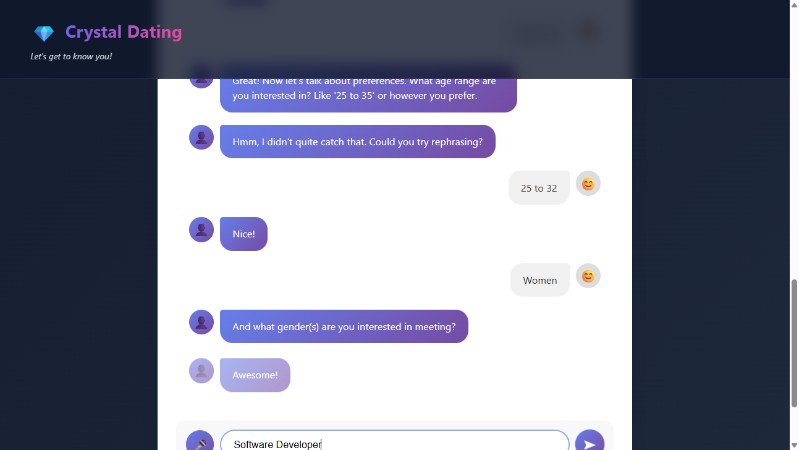 Crystal Dating
Let's get to know you!
Great! Now let's talk about preferences. What age range are
you interested in? Like '25 to 35' or however you prefer.
Hmm, I didn't quite catch that. Could you try rephrasing?
25 to 32
Nice!
Women
And what gender(s) are you interested in meeting?
Awesome!
Software Developer